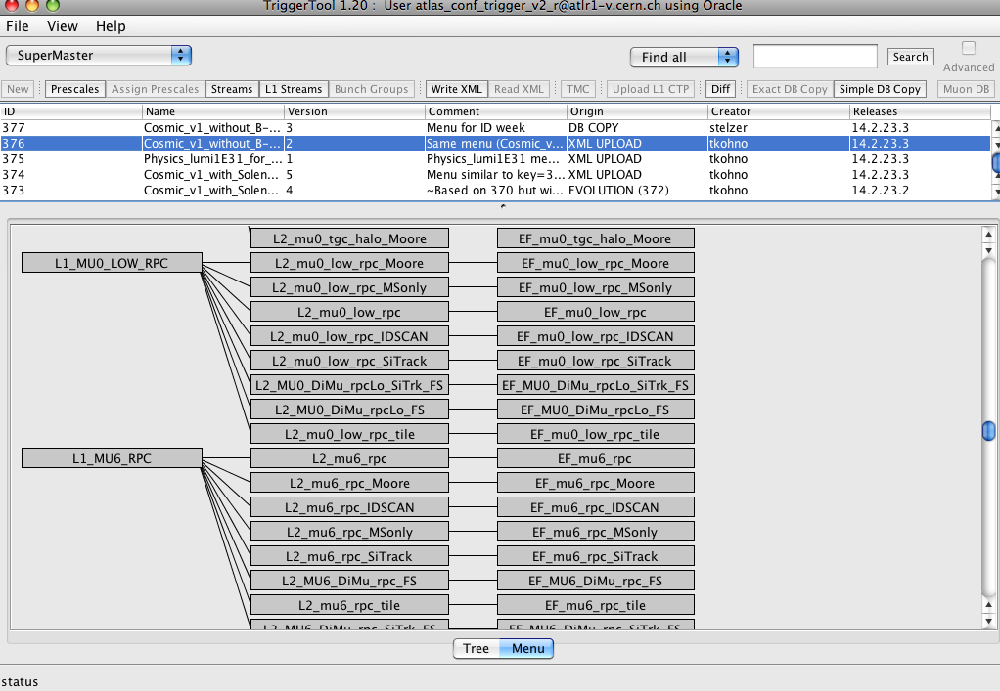 TriggerTool 1.20 : User atlas_conf_trigger_v2_r@atlr1-v.cern.ch using Oracle
File View Help
SuperMaster Find all Search Advanced
New Prescales Assign Prescales Streams L1 Streams Bunch Groups Write XML Read XML TMC Upload L1 CTP Diff Exact DB Copy Simple DB Copy Muon DB
ID Name Version Comment Origin Creator Releases
377 Cosmic_v1_without_B-... 3 Menu for ID week DB COPY stelzer 14.2.23.3
376 Cosmic_v1_without_B-... 2 Same menu (Cosmic_v... XML UPLOAD tkohno 14.2.23.3
375 Physics_lumi1E31_for_... 1 Physics_lumi1E31 me... XML UPLOAD tkohno 14.2.23.3
374 Cosmic_v1_with_Solen... 5 Menu similar to key=3... XML UPLOAD tkohno 14.2.23.3
373 Cosmic_v1_with_Solen... 4 ~Based on 370 but wi... EVOLUTION (372) tkohno 14.2.23.2
L2_mu0_tgc_halo_Moore EF_mu0_tgc_halo_Moore
L1_MU0_LOW_RPC L2_mu0_low_rpc_Moore EF_mu0_low_rpc_Moore
L2_mu0_low_rpc_MSonly EF_mu0_low_rpc_MSonly
L2_mu0_low_rpc EF_mu0_low_rpc
L2_mu0_low_rpc_IDSCAN EF_mu0_low_rpc_IDSCAN
L2_mu0_low_rpc_SiTrack EF_mu0_low_rpc_SiTrack
L2_MU0_DiMu_rpcLo_SiTrk_FS EF_MU0_DiMu_rpcLo_SiTrk_FS
L2_MU0_DiMu_rpcLo_FS EF_MU0_DiMu_rpcLo_FS
L2_mu0_low_rpc_tile EF_mu0_low_rpc_tile
L1_MU6_RPC L2_mu6_rpc EF_mu6_rpc
L2_mu6_rpc_Moore EF_mu6_rpc_Moore
L2_mu6_rpc_IDSCAN EF_mu6_rpc_IDSCAN
L2_mu6_rpc_MSonly EF_mu6_rpc_MSonly
L2_mu6_rpc_SiTrack EF_mu6_rpc_SiTrack
L2_MU6_DiMu_rpc_FS EF_MU6_DiMu_rpc_FS
L2_mu6_rpc_tile EF_mu6_rpc_tile
L2_MU6_DiMu_rpc_SiTrk_FS EF_MU6_DiMu_rpc_SiTrk_FS
Tree Menu
status